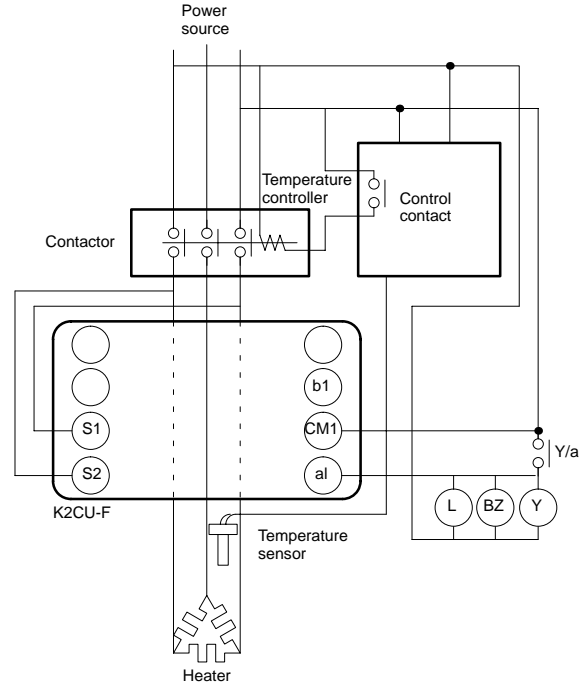 Power
source
Temperature
controller
Control
contact
Contactor
b1
S1
CM1
Y/a
S2
al
L
BZ
Y
K2CU-F
Temperature
sensor
Heater